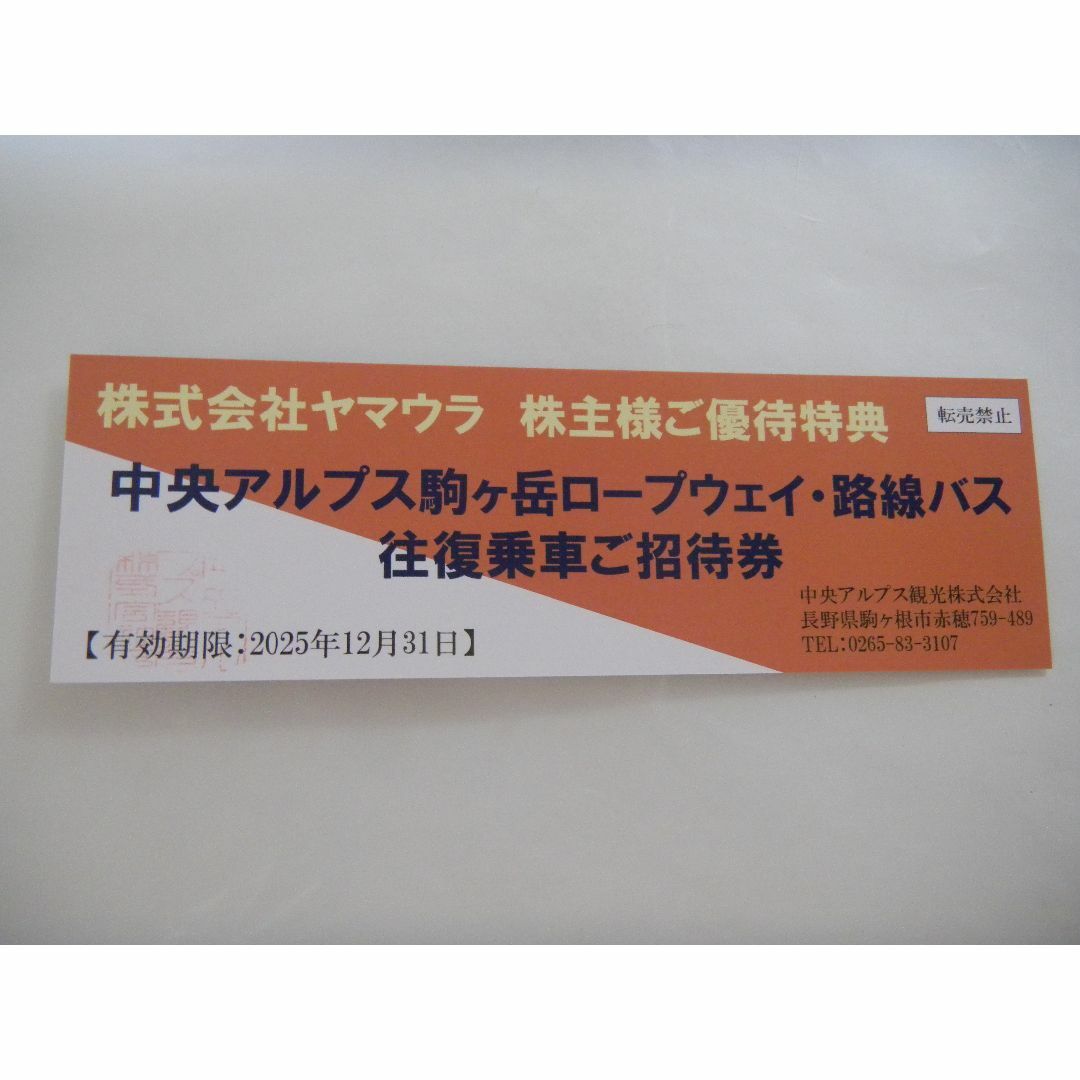 株式会社ヤマウラ 株主様ご優待特典
転売禁止
中央アルプス駒ヶ岳ロープウェイ・路線バス
往復乗車ご招待券
中央アルプス観光株式会社
長野県駒ヶ根市赤穂759-489
TEL:0265-83-3107
【有効期限:2025年12月31日】